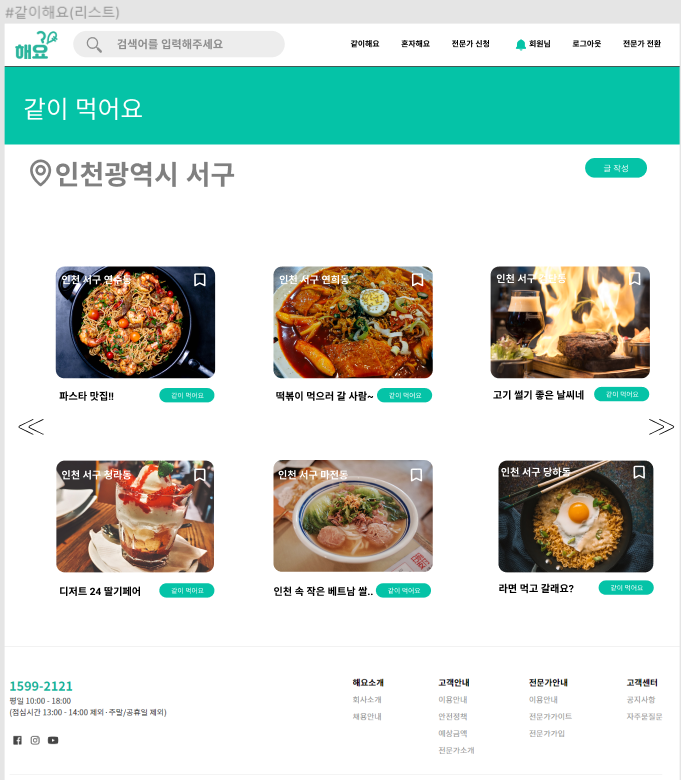 #같이해요(리스트)
해요
검색어를 입력해주세요
같이해요 혼자해요 전문가 신청 회원님 로그아웃 전문가 전환
같이 먹어요
인천광역시 서구
글 작성
인천 서구 연수동 인천 서구 연희동 인천 서구
파스타 맛집!! 같이 먹어요 떡볶이 먹으러 갈 사람~ 같이 먹어요 고기 썰기 좋은 날씨네 같이 먹어요
인천 서구 청라동 인천 서구 마전동 인천 서구 당하동
디저트 24 딸기페어 같이 먹어요 인천 속 작은 베트남 쌀.. 같이 먹어요 라면 먹고 갈래요? 같이 먹어요
1599-2121
평일 10:00 - 18:00
(점심시간 13:00 - 14:00 제외 · 주말/공휴일 제외)
해요소개 고객안내 전문가안내 고객센터
회사소개 이용안내 이용안내 공지사항
채용안내 안전정책 전문가가이드 자주묻질문
예상금액 전문가가입
전문가소개